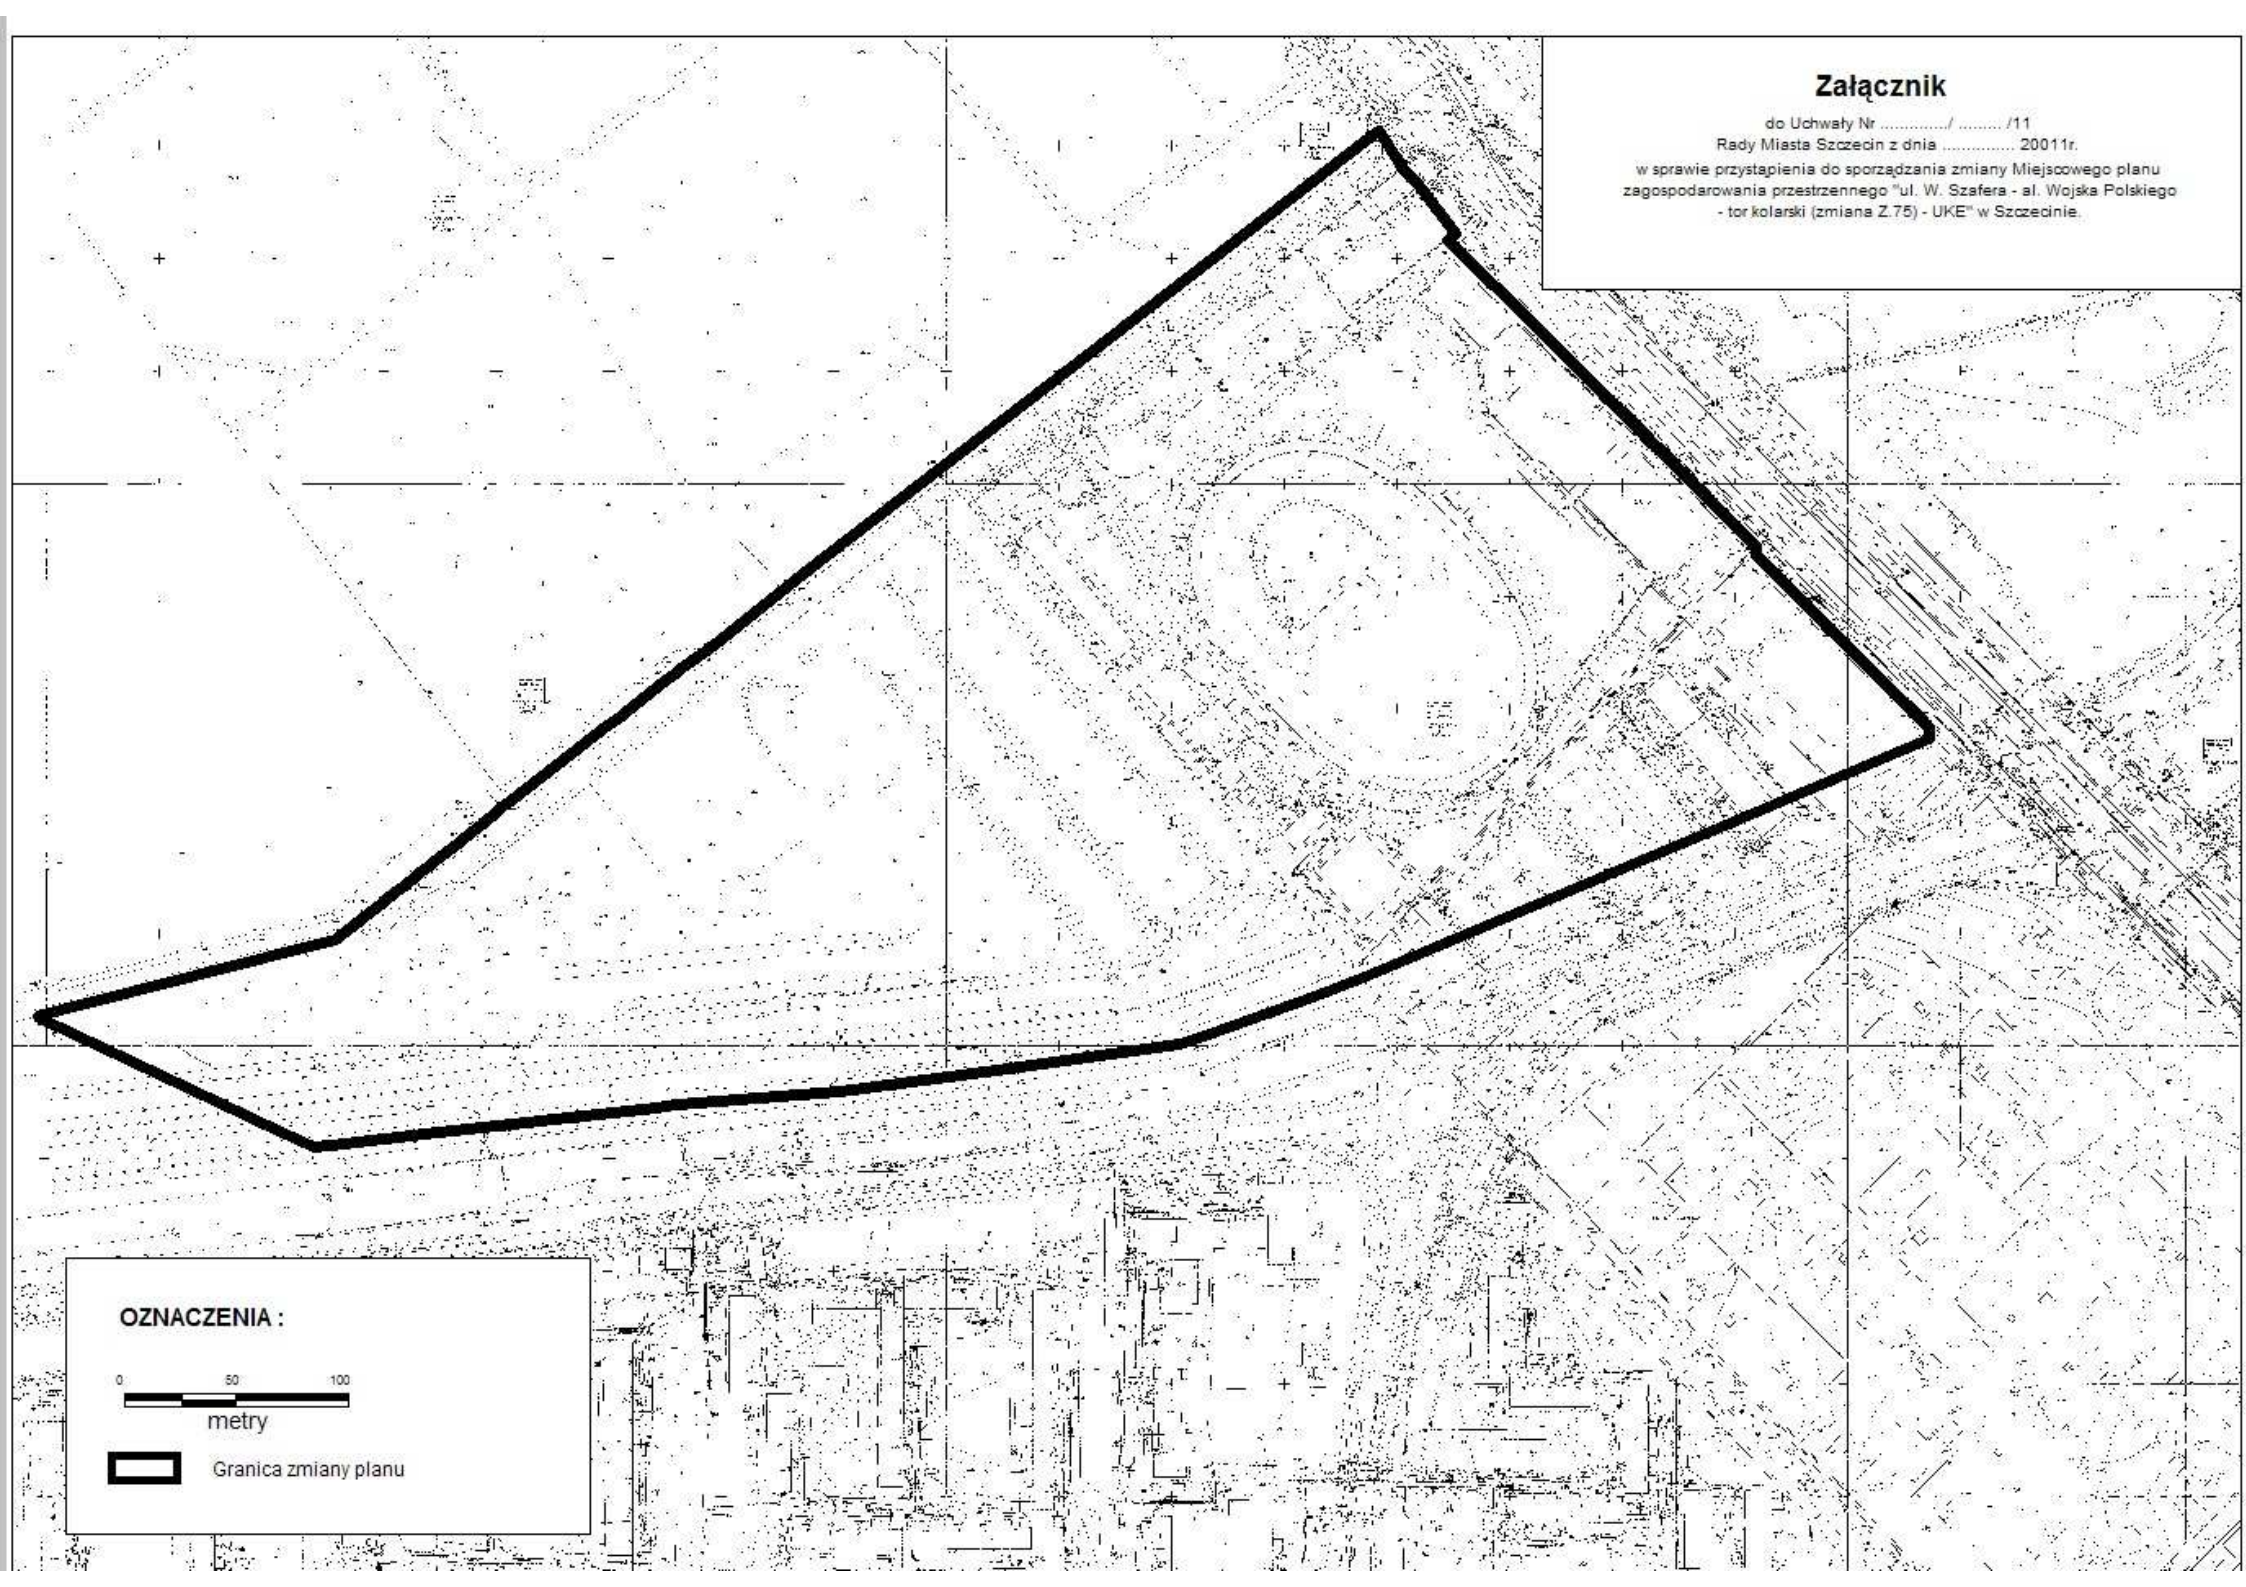 Załącznik
do Uchwały Nr ............./ ........ /11
Rady Miasta Szczecin z dnia .............. 20011r.
w sprawie przystąpienia do sporządzania zmiany Miejscowego planu
zagospodarowania przestrzennego "ul. W. Szafera - al. Wojska Polskiego
- tor kolarski (zmiana Z.75) - UKE" w Szczecinie.
OZNACZENIA :
0 50 100
metry
Granica zmiany planu